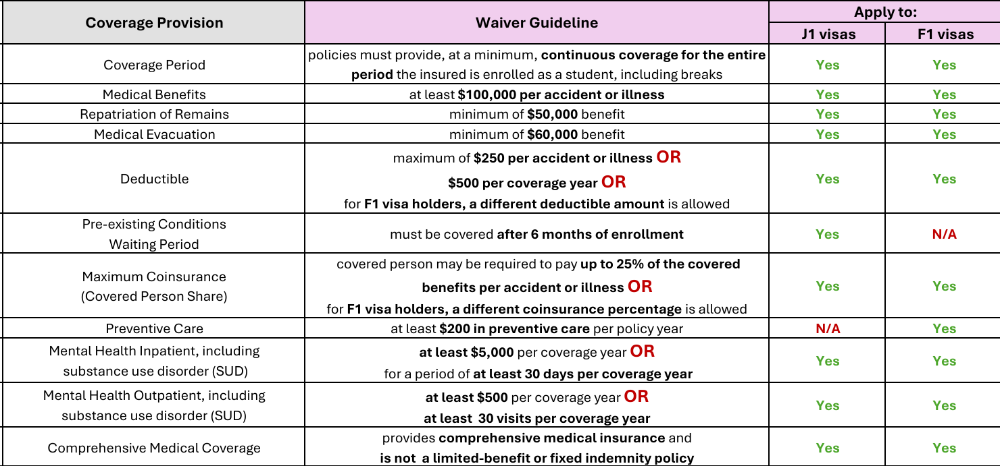 Coverage Provision
Waiver Guideline
Apply to:
J1 visas
F1 visas
Coverage Period
policies must provide, at a minimum, continuous coverage for the entire
period the insured is enrolled as a student, including breaks
Yes
Yes
Medical Benefits
at least $100,000 per accident or illness
Yes
Yes
Repatriation of Remains
minimum of $50,000 benefit
Yes
Yes
Medical Evacuation
minimum of $60,000 benefit
Yes
Yes
Deductible
maximum of $250 per accident or illness OR
$500 per coverage year OR
for F1 visa holders, a different deductible amount is allowed
Yes
Yes
Pre-existing Conditions
Waiting Period
must be covered after 6 months of enrollment
Yes
N/A
Maximum Coinsurance
(Covered Person Share)
covered person may be required to pay up to 25% of the covered
benefits per accident or illness OR
for F1 visa holders, a different coinsurance percentage is allowed
Yes
Yes
Preventive Care
at least $200 in preventive care per policy year
N/A
Yes
Mental Health Inpatient, including
substance use disorder (SUD)
at least $5,000 per coverage year OR
for a period of at least 30 days per coverage year
Yes
Yes
Mental Health Outpatient, including
substance use disorder (SUD)
at least $500 per coverage year OR
at least 30 visits per coverage year
Yes
Yes
Comprehensive Medical Coverage
provides comprehensive medical insurance and
is not a limited-benefit or fixed indemnity policy
Yes
Yes